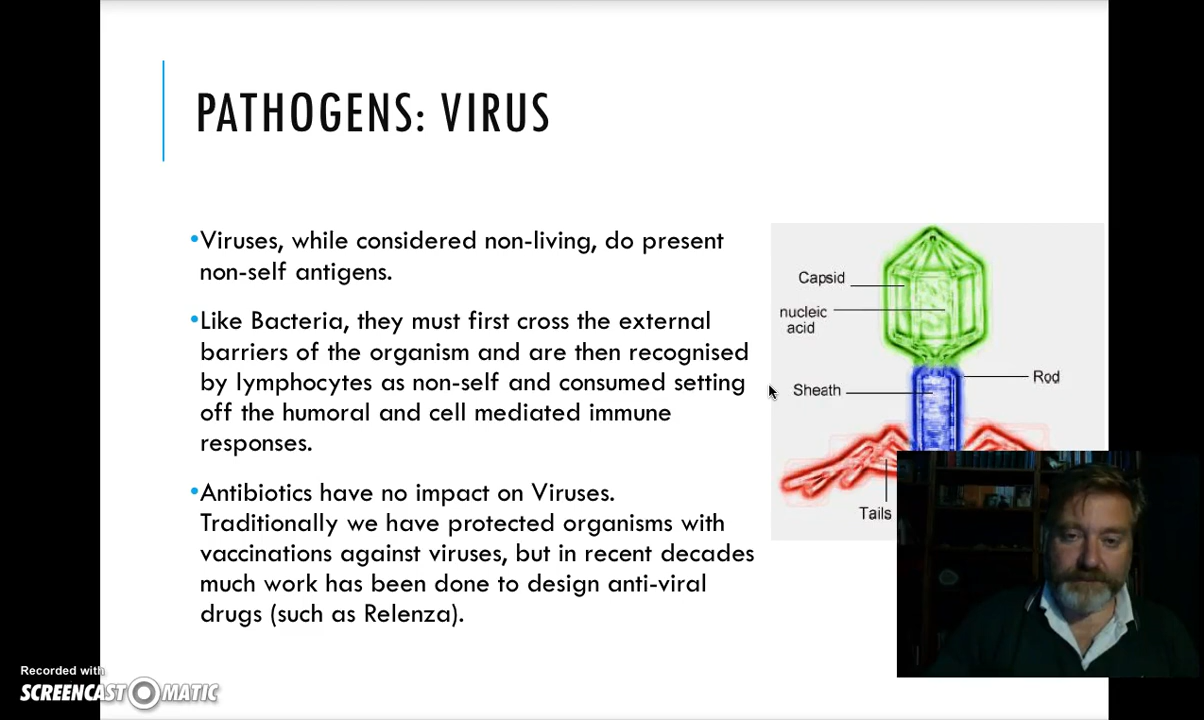 PATHOGENS: VIRUS
•Viruses, while considered non-living, do present
non-self antigens.
•Like Bacteria, they must first cross the external
barriers of the organism and are then recognised
by lymphocytes as non-self and consumed setting
off the humoral and cell mediated immune
responses.
•Antibiotics have no impact on Viruses.
Traditionally we have protected organisms with
vaccinations against viruses, but in recent decades
much work has been done to design anti-viral
drugs (such as Relenza).
Capsid
nucleic
acid
Rod
Sheath
Tails
Recorded with
SCREENCAST-O-MATIC